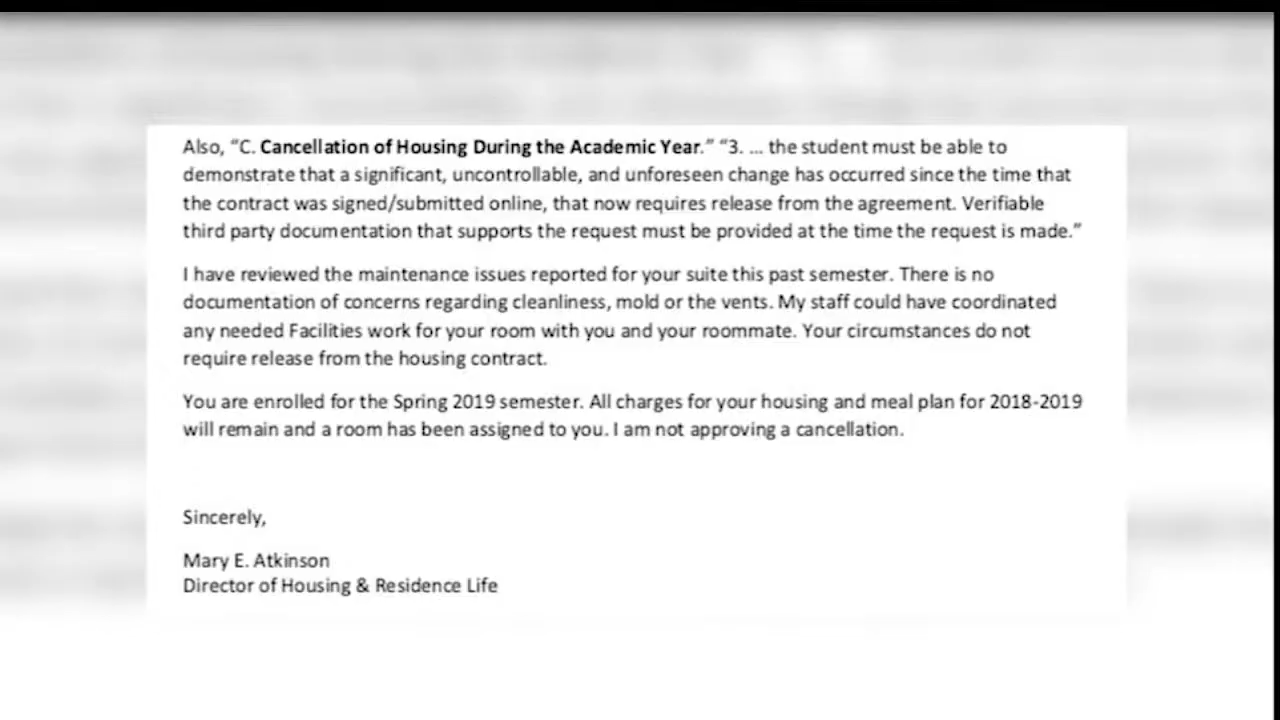 Also, “C. Cancellation of Housing During the Academic Year.” “3. ... the student must be able to
demonstrate that a significant, uncontrollable, and unforeseen change has occurred since the time that
the contract was signed/submitted online, that now requires release from the agreement. Verifiable
third party documentation that supports the request must be provided at the time the request is made.”
I have reviewed the maintenance issues reported for your suite this past semester. There is no
documentation of concerns regarding cleanliness, mold or the vents. My staff could have coordinated
any needed Facilities work for your room with you and your roommate. Your circumstances do not
require release from the housing contract.
You are enrolled for the Spring 2019 semester. All charges for your housing and meal plan for 2018-2019
will remain and a room has been assigned to you. I am not approving a cancellation.
Sincerely,
Mary E. Atkinson
Director of Housing & Residence Life